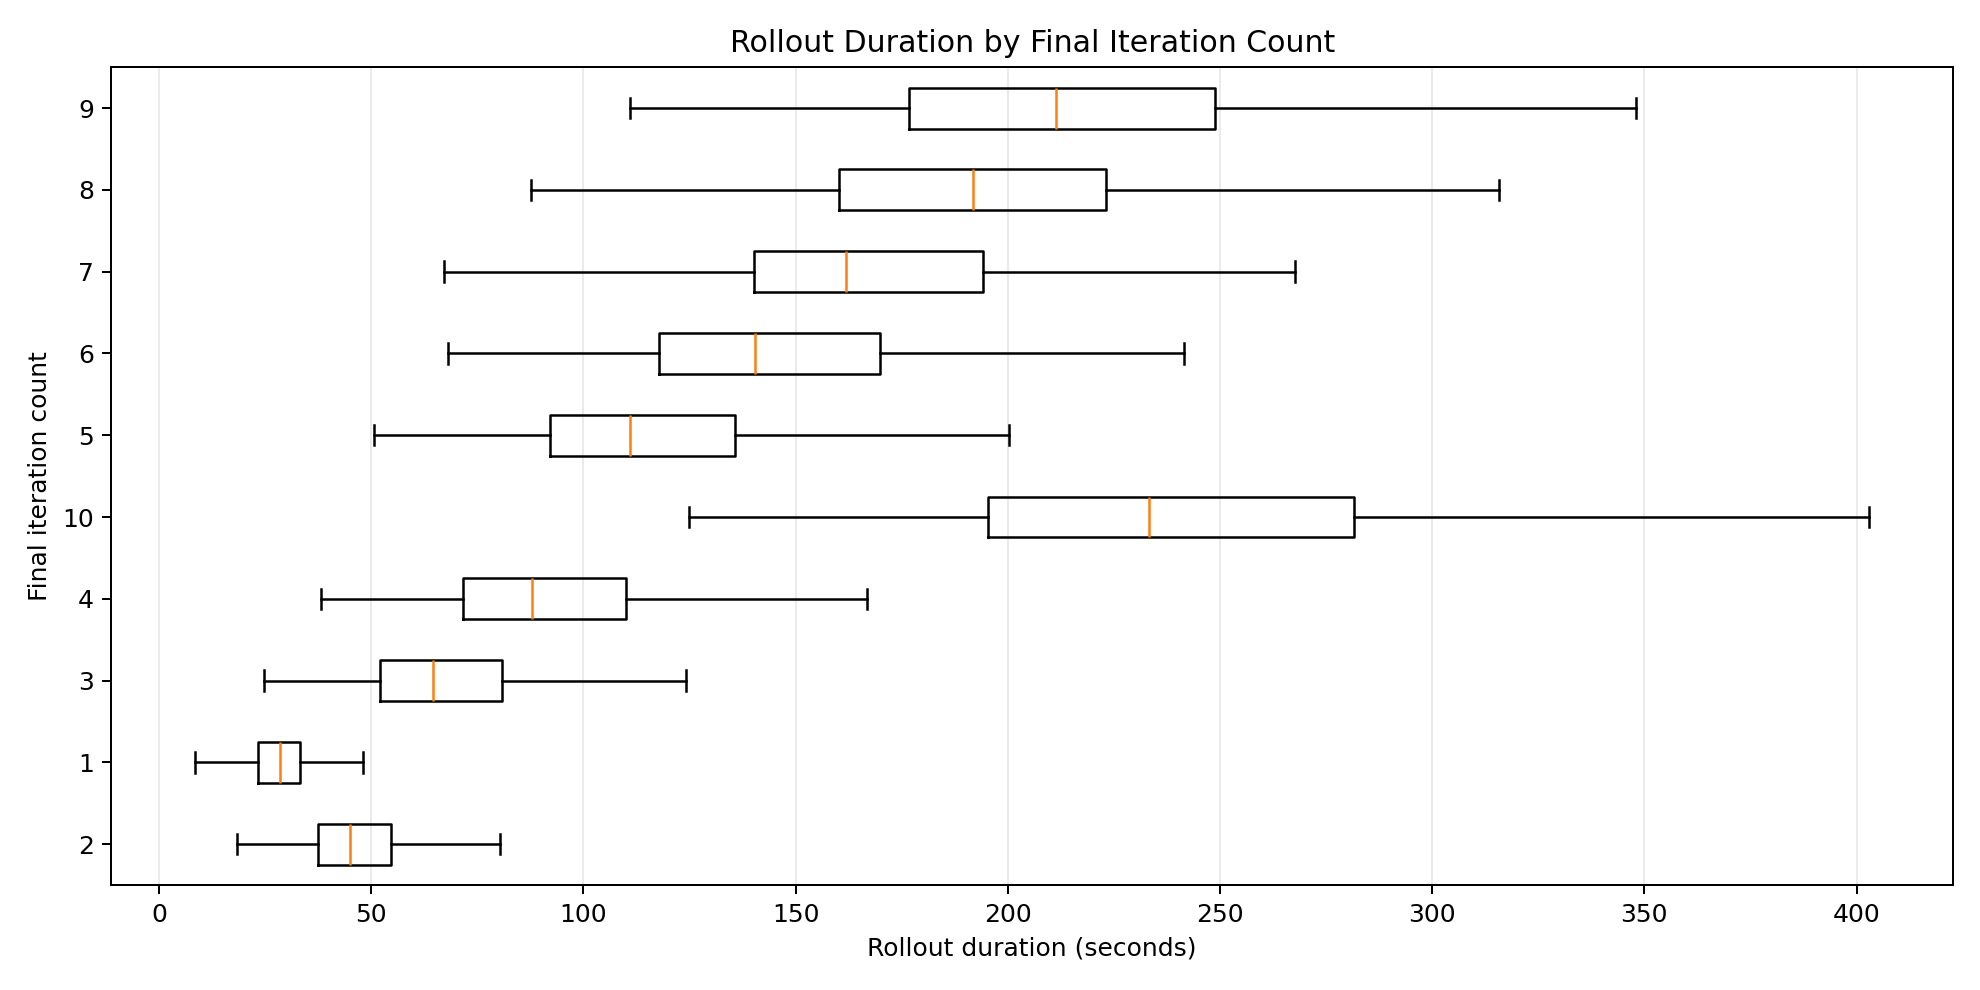 Rollout Duration by Final Iteration Count
Final iteration count
9
8
7
6
5
10
4
3
1
2
0 50 100 150 200 250 300 350 400
Rollout duration (seconds)